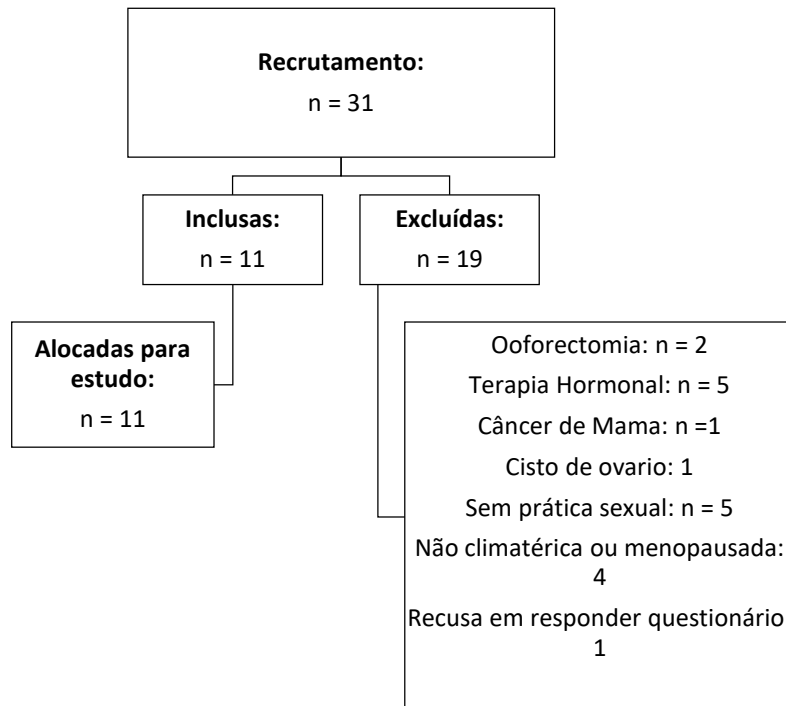 Recrutamento:
n = 31
Inclusas:
n = 11
Excluídas:
n = 19
Alocadas para
estudo:
n = 11
Ooforectomia: n = 2
Terapia Hormonal: n = 5
Câncer de Mama: n =1
Cisto de ovario: 1
Sem prática sexual: n = 5
Não climatérica ou menopausada:
4
Recusa em responder questionário
1